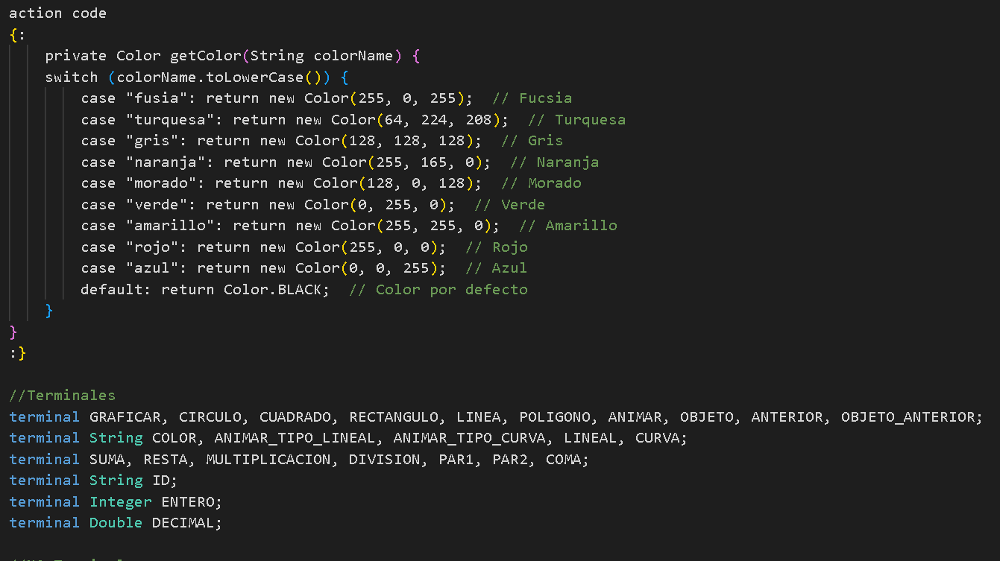 action code
{:
    private Color getColor(String colorName) {
    switch (colorName.toLowerCase()) {
        case "fusia": return new Color(255, 0, 255);  // Fucsia
        case "turquesa": return new Color(64, 224, 208);  // Turquesa
        case "gris": return new Color(128, 128, 128);  // Gris
        case "naranja": return new Color(255, 165, 0);  // Naranja
        case "morado": return new Color(128, 0, 128);  // Morado
        case "verde": return new Color(0, 255, 0);  // Verde
        case "amarillo": return new Color(255, 255, 0);  // Amarillo
        case "rojo": return new Color(255, 0, 0);  // Rojo
        case "azul": return new Color(0, 0, 255);  // Azul
        default: return Color.BLACK;  // Color por defecto
    }
}
:}

//Terminales
terminal GRAFICAR, CIRCULO, CUADRADO, RECTANGULO, LINEA, POLIGONO, ANIMAR, OBJETO, ANTERIOR, OBJETO_ANTERIOR;
terminal String COLOR, ANIMAR_TIPO_LINEAL, ANIMAR_TIPO_CURVA, LINEAL, CURVA;
terminal SUMA, RESTA, MULTIPLICACION, DIVISION, PAR1, PAR2, COMA;
terminal String ID;
terminal Integer ENTERO;
terminal Double DECIMAL;